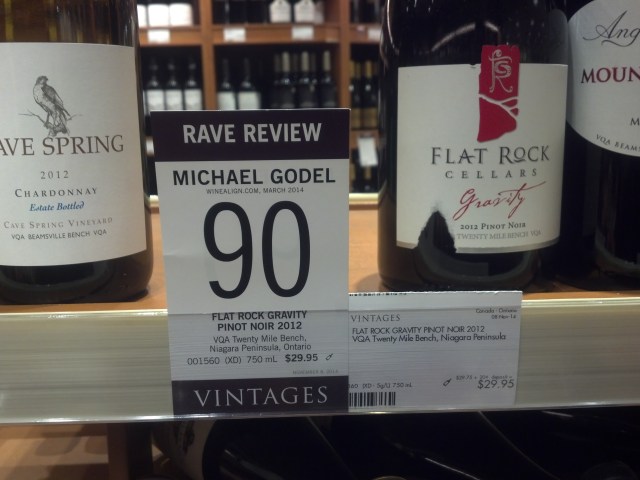 AVE SPRING
2012
CHARDONNAY
Estate Bottled
CAVE SPRING VINEYARD
VQA BEAMSVILLE BENCH VQA
RAVE REVIEW
MICHAEL GODEL
WINEALIGN.COM, MARCH 2014
90
FLAT ROCK GRAVITY
PINOT NOIR 2012
VQA Twenty Mile Bench,
Niagara Peninsula, Ontario
001560 (XD) 750 mL $29.95
VINTAGES
FLAT ROCK
CELLARS
Gravity
2012 PINOT NOIR
TWENTY MILE BENCH VQA
MOUN
VQA BEAMS
VINTAGES
FLAT ROCK GRAVITY PINOT NOIR 2012
VQA Twenty Mile Bench, Niagara Peninsula
$29.95